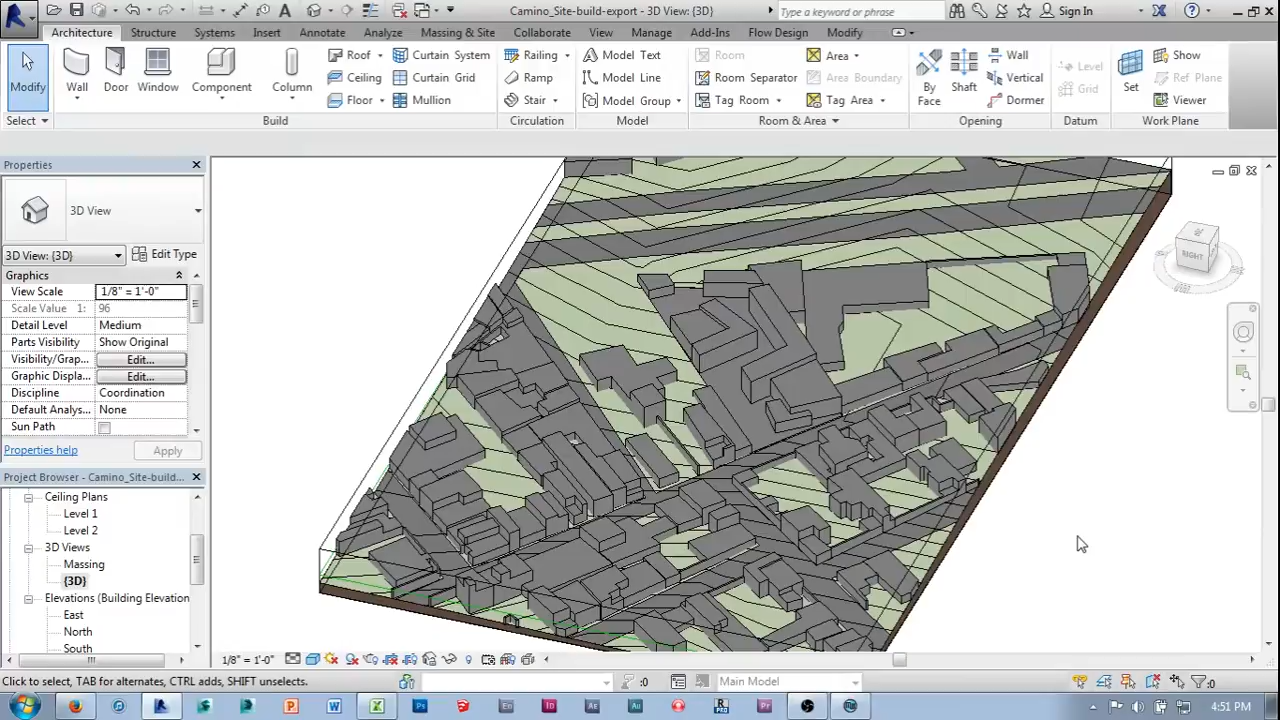 Camino_Site-build-export - 3D View: {3D}
Type a keyword or phrase
Sign In
Architecture Structure Systems Insert Annotate Analyze Massing & Site Collaborate View Manage Add-Ins Flow Design Modify
Modify
Wall
Door
Window
Component
Column
Roof
Ceiling
Floor
Curtain System
Curtain Grid
Mullion
Railing
Ramp
Stair
Model Text
Model Line
Model Group
Room
Room Separator
Tag Room
Area
Area Boundary
Tag Area
By Face
Shaft
Wall
Vertical
Dormer
Level
Grid
Set
Show
Ref Plane
Viewer
Select
Build
Circulation
Model
Room & Area
Opening
Datum
Work Plane
Properties
3D View
3D View: {3D}
Edit Type
Graphics
View Scale 1/8" = 1'-0"
Scale Value 1: 96
Detail Level Medium
Parts Visibility Show Original
Visibility/Grap... Edit...
Graphic Displa... Edit...
Discipline Coordination
Default Analys... None
Sun Path
Properties help
Apply
Project Browser - Camino_Site-build...
Ceiling Plans
Level 1
Level 2
3D Views
Massing
{3D}
Elevations (Building Elevation
East
North
South
RIGHT
1/8" = 1'-0"
Click to select, TAB for alternates, CTRL adds, SHIFT unselects.
:0
Main Model
:0
4:51 PM